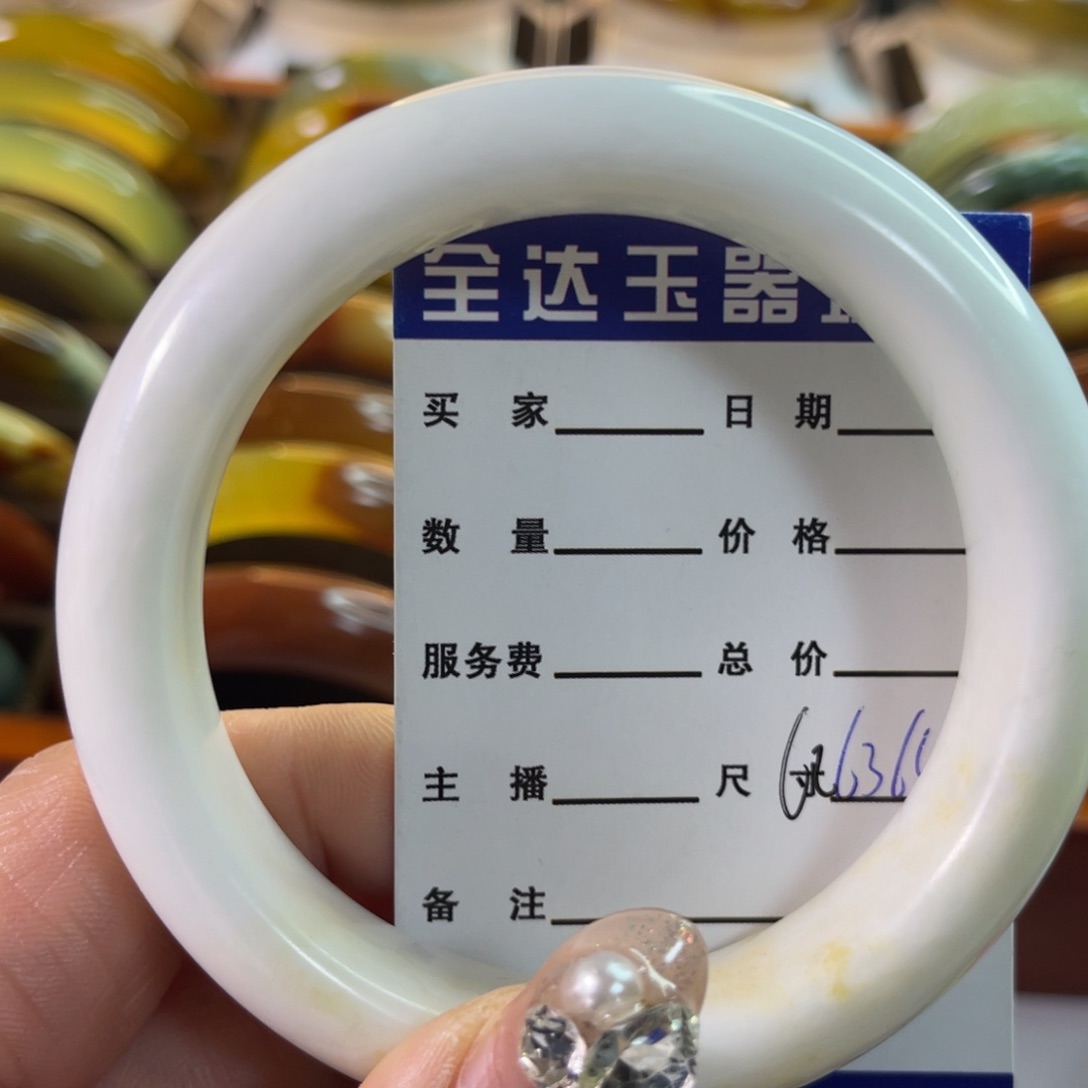 全达玉器
买 家 日 期
数 量 价 格
服务费 总 价
主 播 尺 寸
备 注